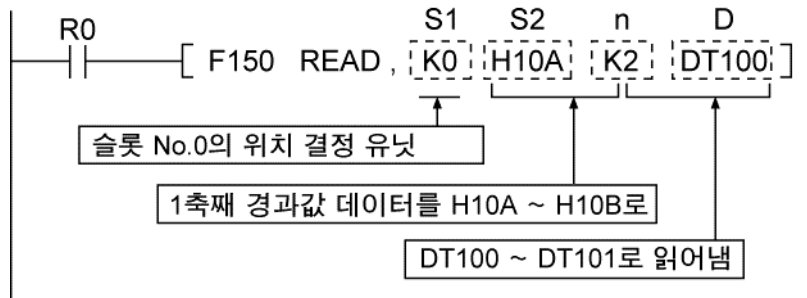 S1 S2 n D
R0
F150 READ , K0 H10A K2 DT100
슬롯 No.0의 위치 결정 유닛
1축째 경과값 데이터를 H10A ~ H10B로
DT100 ~ DT101로 읽어냄